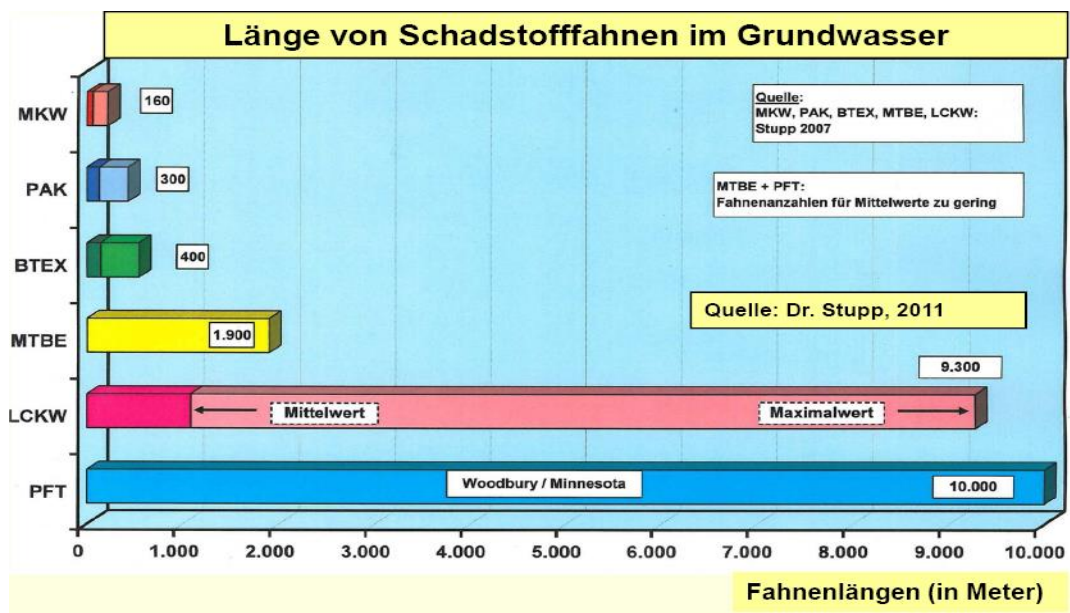 Länge von Schadstofffahnen im Grundwasser
MKW
160
Quelle:
MKW, PAK, BTEX, MTBE, LCKW:
Stupp 2007
PAK
300
MTBE + PFT:
Fahnenanzahlen für Mittelwerte zu gering
BTEX
400
Quelle: Dr. Stupp, 2011
MTBE
1.900
9.300
LCKW
Mittelwert
Maximalwert
PFT
Woodbury / Minnesota
10.000
0 1.000 2.000 3.000 4.000 5.000 6.000 7.000 8.000 9.000 10.000
Fahnenlängen (in Meter)